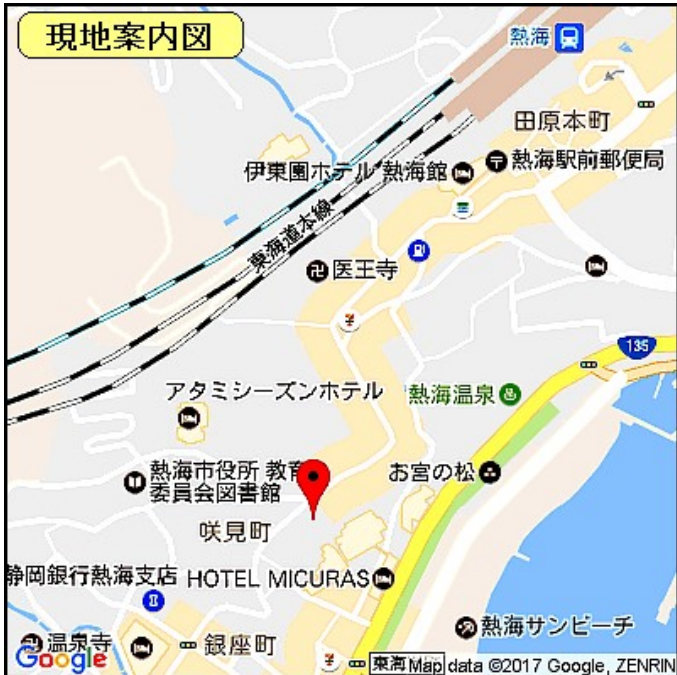 現地案内図
熱海
田原本町
伊東園ホテル 熱海館
熱海駅前郵便局
東海道本線
医王寺
135
アタミシーズンホテル
熱海温泉
熱海市役所 教育
委員会図書館
お宮の松
咲見町
静岡銀行熱海支店
HOTEL MICURAS
熱海サンビーチ
温泉寺
銀座町
Google
東海 Map data ©2017 Google, ZENRIN